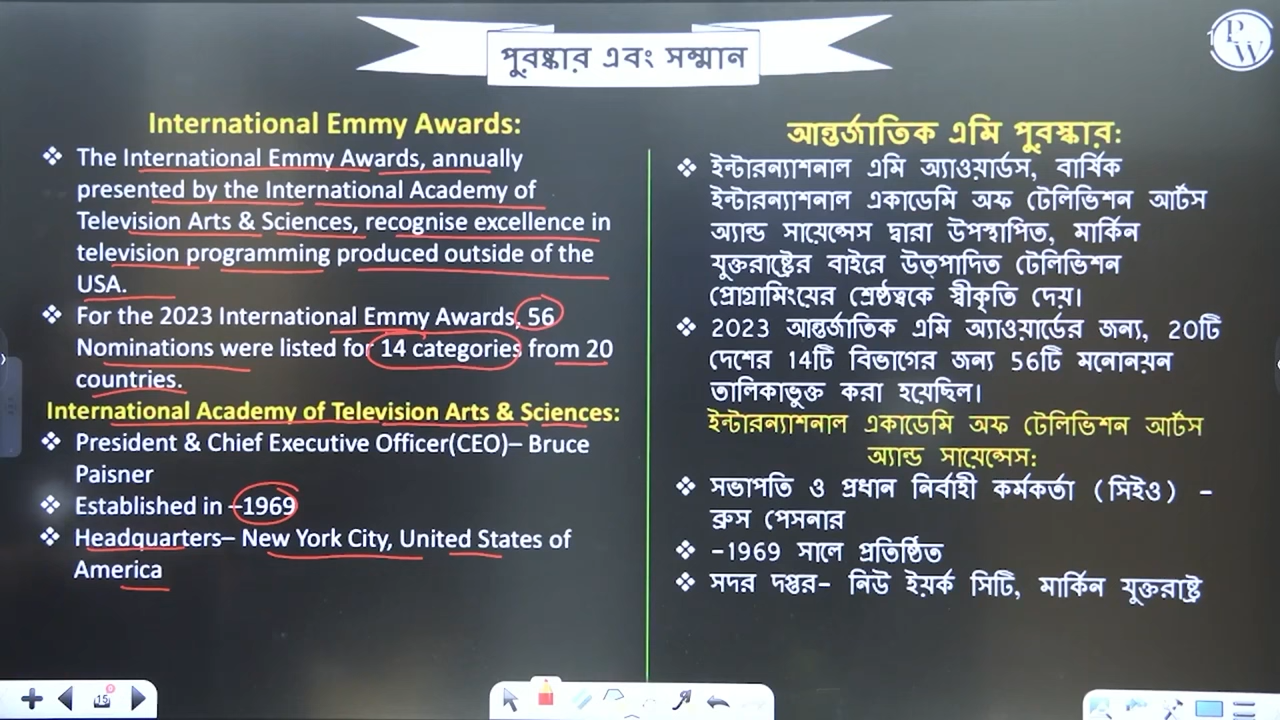 পুরষ্কার এবং সম্মান
PW
International Emmy Awards:
❖ The International Emmy Awards, annually
presented by the International Academy of
Television Arts & Sciences, recognise excellence in
television programming produced outside of the
USA.
❖ For the 2023 International Emmy Awards, 56
Nominations were listed for 14 categories from 20
countries.
International Academy of Television Arts & Sciences:
❖ President & Chief Executive Officer(CEO)– Bruce
Paisner
❖ Established in –1969
❖ Headquarters– New York City, United States of
America
আন্তর্জাতিক এমি পুরস্কার:
❖ ইন্টারন্যাশনাল এমি অ্যাওয়ার্ডস, বার্ষিক
ইন্টারন্যাশনাল একাডেমি অফ টেলিভিশন আর্টস
অ্যান্ড সায়েন্সেস দ্বারা উপস্থাপিত, মার্কিন
যুক্তরাষ্ট্রের বাইরে উত্পাদিত টেলিভিশন
প্রোগ্রামিংয়ের শ্রেষ্ঠত্বকে স্বীকৃতি দেয়।
❖ 2023 আন্তর্জাতিক এমি অ্যাওয়ার্ডের জন্য, 20টি
দেশের 14টি বিভাগের জন্য 56টি মনোনয়ন
তালিকাভুক্ত করা হয়েছিল।
ইন্টারন্যাশনাল একাডেমি অফ টেলিভিশন আর্টস
অ্যান্ড সায়েন্সেস:
❖ সভাপতি ও প্রধান নির্বাহী কর্মকর্তা (সিইও) –
ব্রুস পেসনার
❖ –1969 সালে প্রতিষ্ঠিত
❖ সদর দপ্তর– নিউ ইয়র্ক সিটি, মার্কিন যুক্তরাষ্ট্র
15